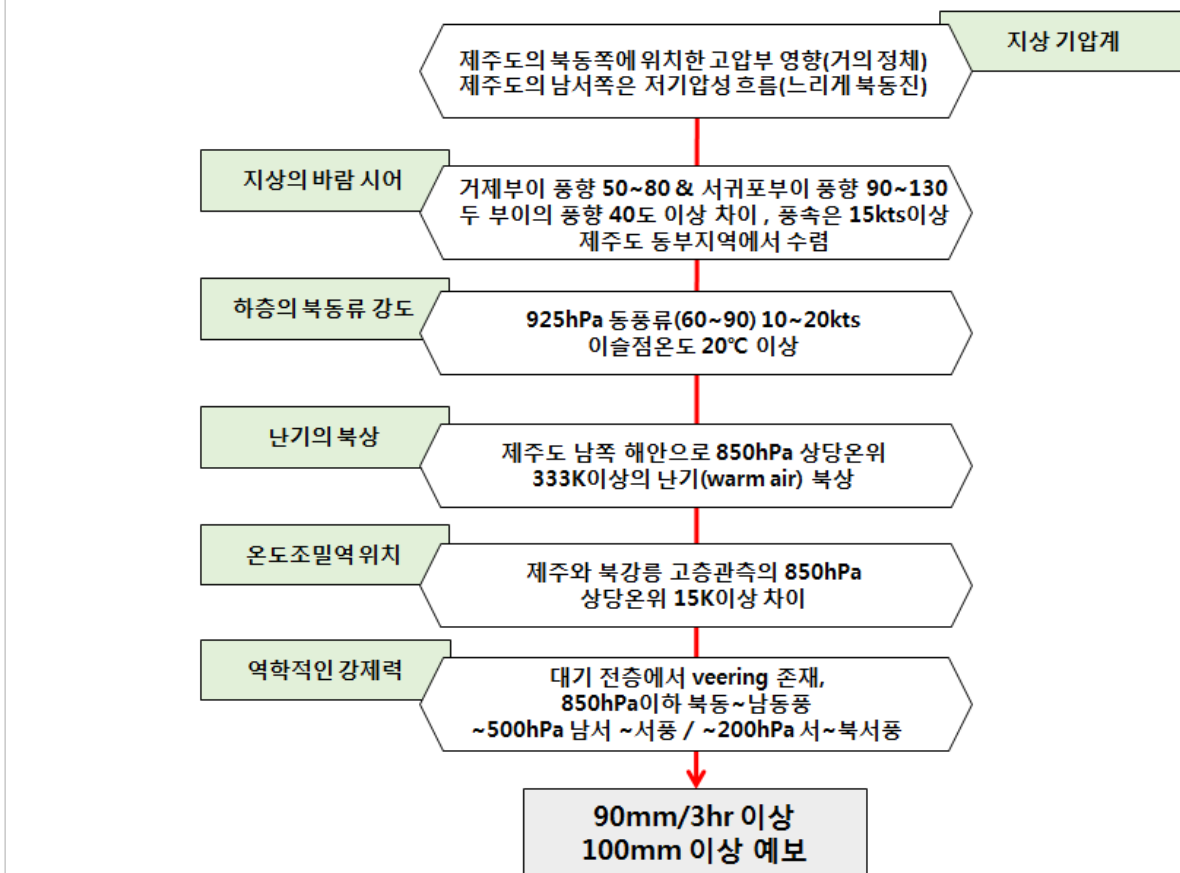 지상 기압계
제주도의 북동쪽에 위치한 고압부 영향(거의 정체)
제주도의 남서쪽은 저기압성 흐름(느리게 북동진)
지상의 바람 시어
거제부이 풍향 50~80 & 서귀포부이 풍향 90~130
두 부이의 풍향 40도 이상 차이 , 풍속은 15kts이상
제주도 동부지역에서 수렴
하층의 북동류 강도
925hPa 동풍류(60~90) 10~20kts
이슬점온도 20℃ 이상
난기의 북상
제주도 남쪽 해안으로 850hPa 상당온위
333K이상의 난기(warm air) 북상
온도조밀역 위치
제주와 북강릉 고층관측의 850hPa
상당온위 15K이상 차이
역학적인 강제력
대기 전층에서 veering 존재,
850hPa이하 북동~남동풍
~500hPa 남서 ~서풍 / ~200hPa 서~북서풍
90mm/3hr 이상
100mm 이상 예보